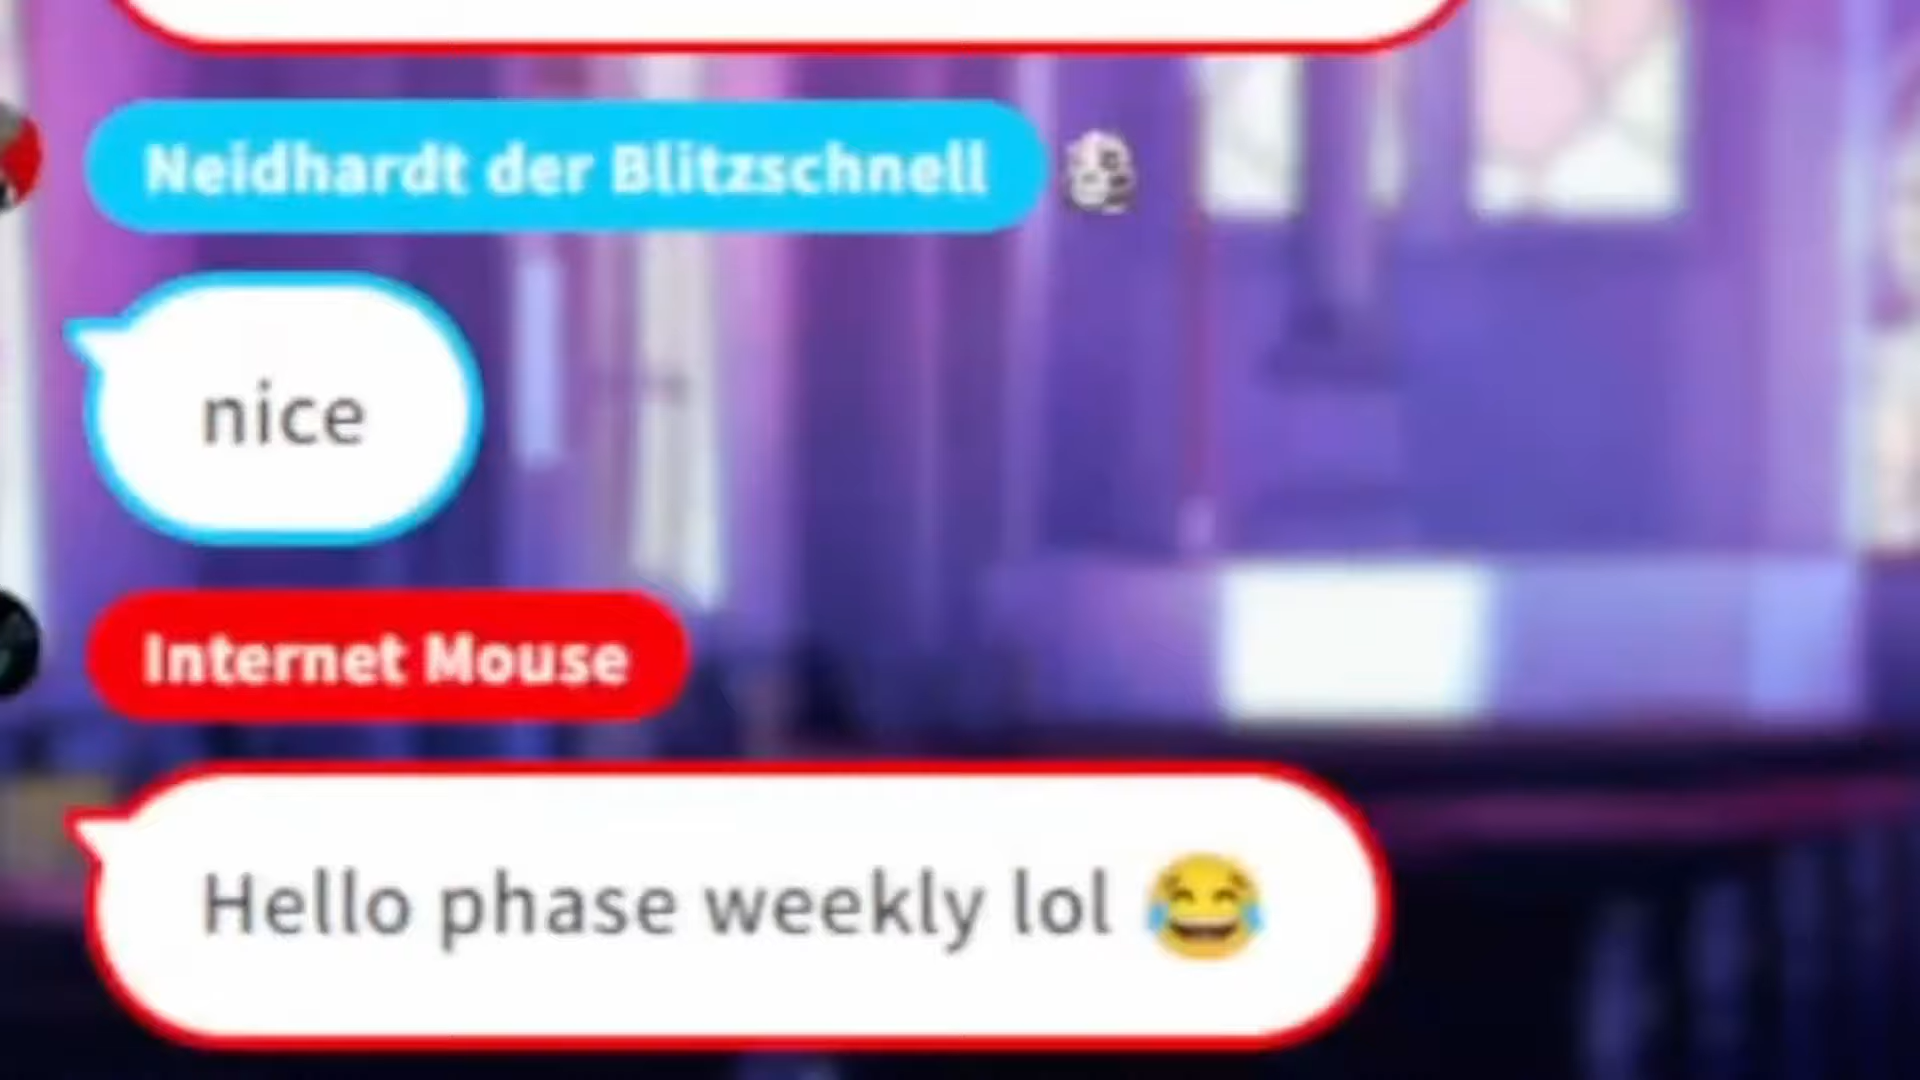 Neidhardt der Blitzschnell
nice
Internet Mouse
Hello phase weekly lol 😂